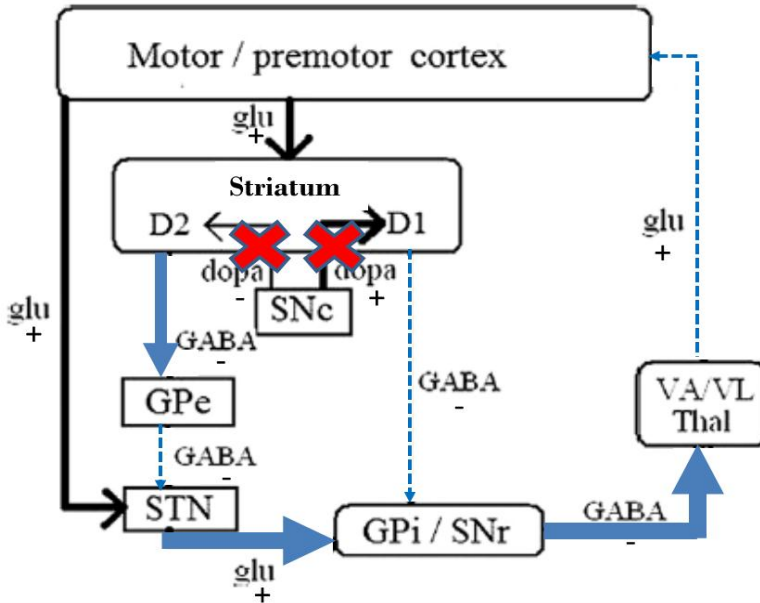 Motor / premotor cortex
glu
+
Striatum
D2
D1
dopa
-
dopa
+
SNc
glu
+
glu
+
GABA
-
GABA
-
GPe
VA/VL
Thal
GABA
-
STN
GPi / SNr
GABA
-
glu
+